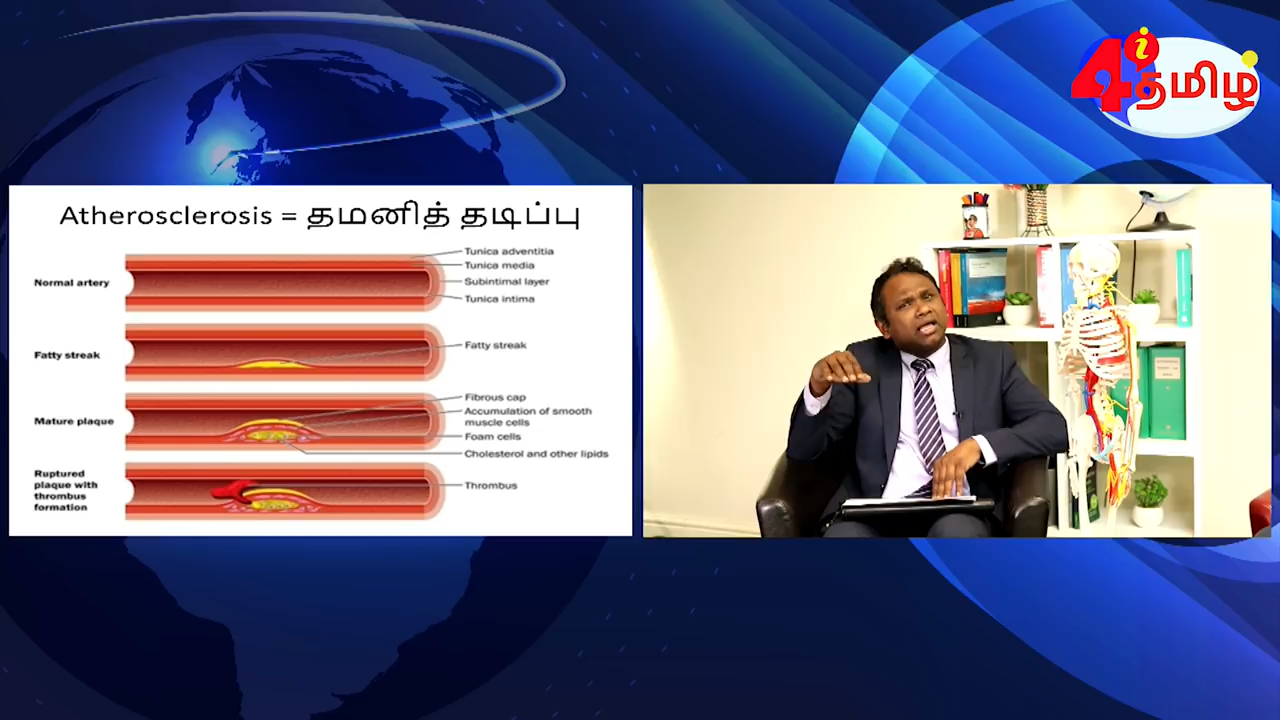 4i தமிழ்
Atherosclerosis = தமனித் தடிப்பு
Normal artery
Tunica adventitia
Tunica media
Subintimal layer
Tunica intima
Fatty streak
Fatty streak
Mature plaque
Fibrous cap
Accumulation of smooth
muscle cells
Foam cells
Cholesterol and other lipids
Ruptured
plaque with
thrombus
formation
Thrombus